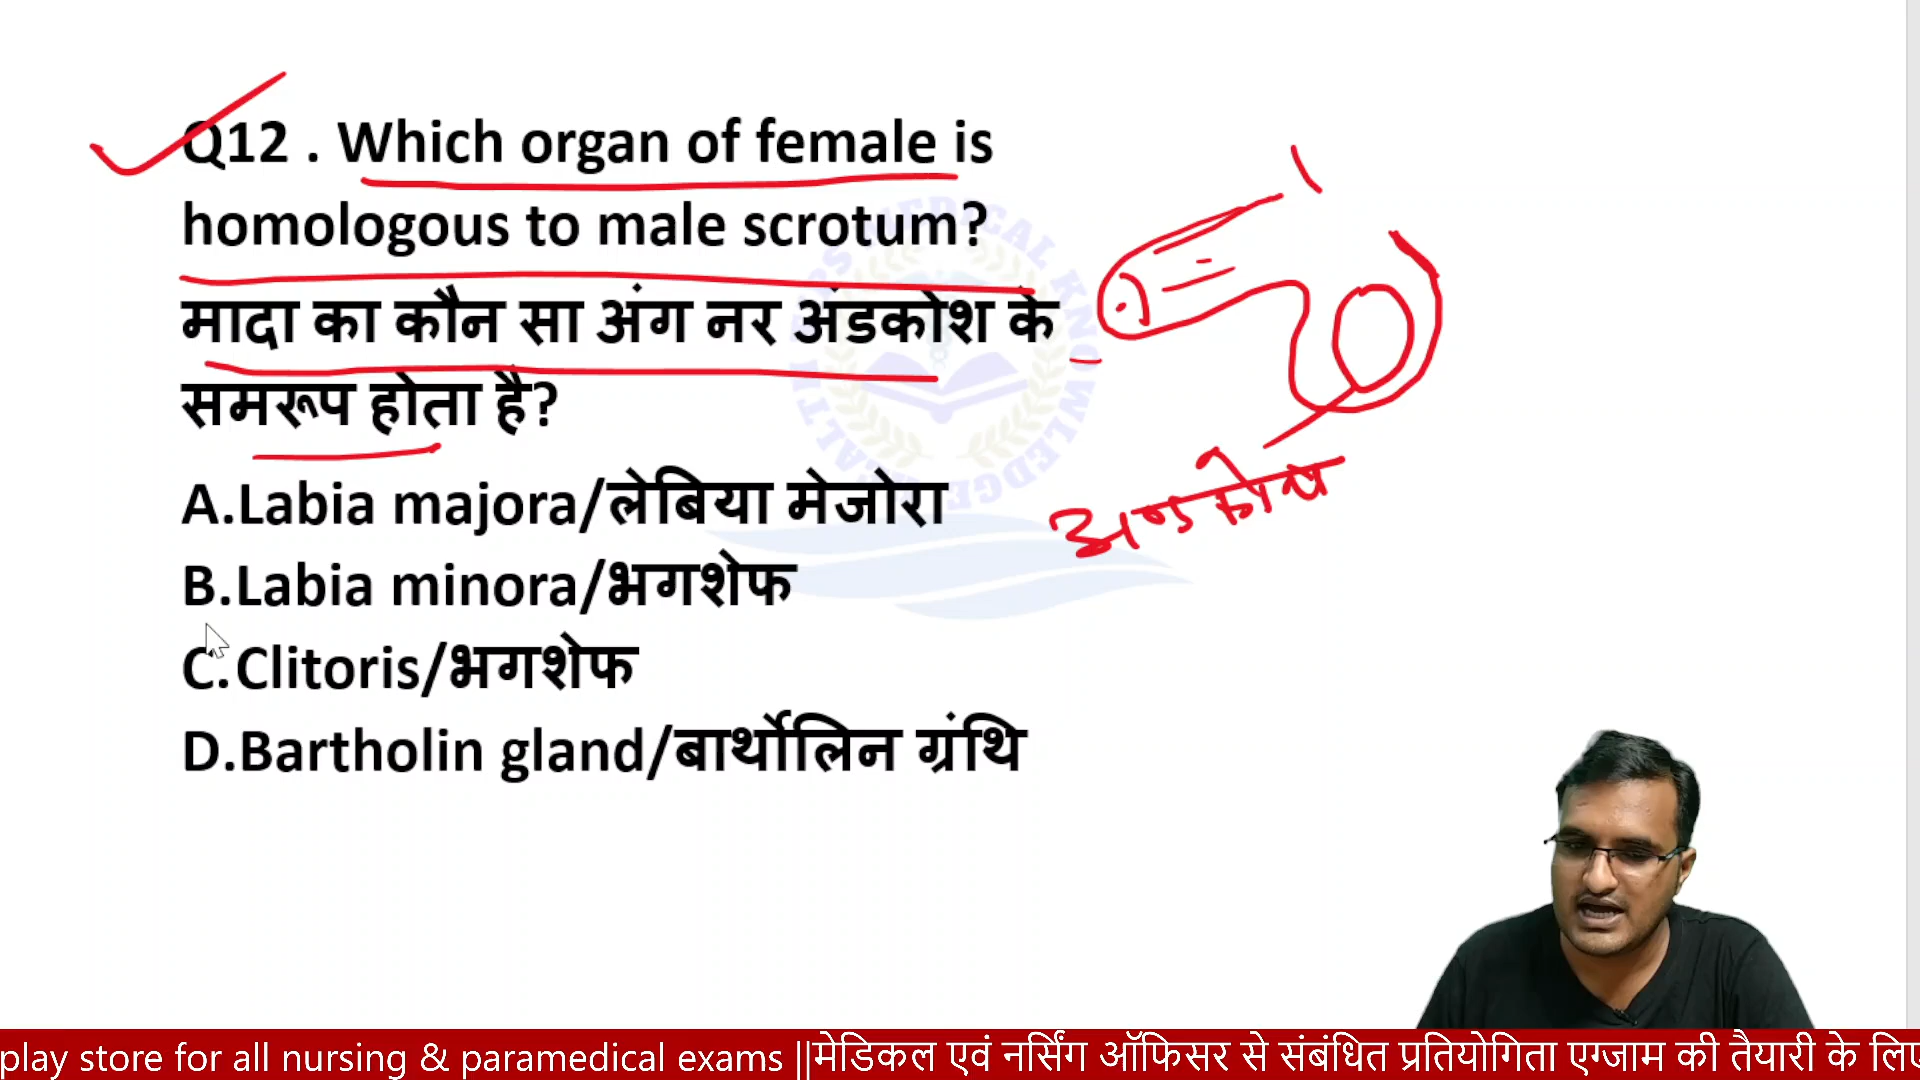 Q12 . Which organ of female is
homologous to male scrotum?
मादा का कौन सा अंग नर अंडकोश के
समरूप होता है?
A.Labia majora/लेबिया मेजोरा
B.Labia minora/भगशेफ
C.Clitoris/भगशेफ
D.Bartholin gland/बार्थोलिन ग्रंथि
अण्डकोष
play store for all nursing & paramedical exams ||मेडिकल एवं नर्सिंग ऑफिसर से संबंधित प्रतियोगिता एग्जाम की तैयारी के